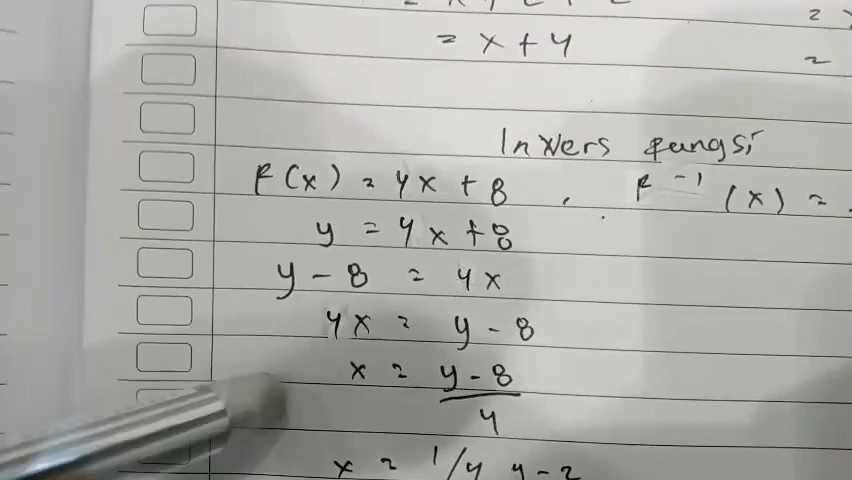 = x + 4
Invers fungsi
F(x) = 4x + 8 , F⁻¹(x) =
y = 4x + 8
y - 8 = 4x
4x = y - 8
x = y - 8
4
x = 1/4 y - 2